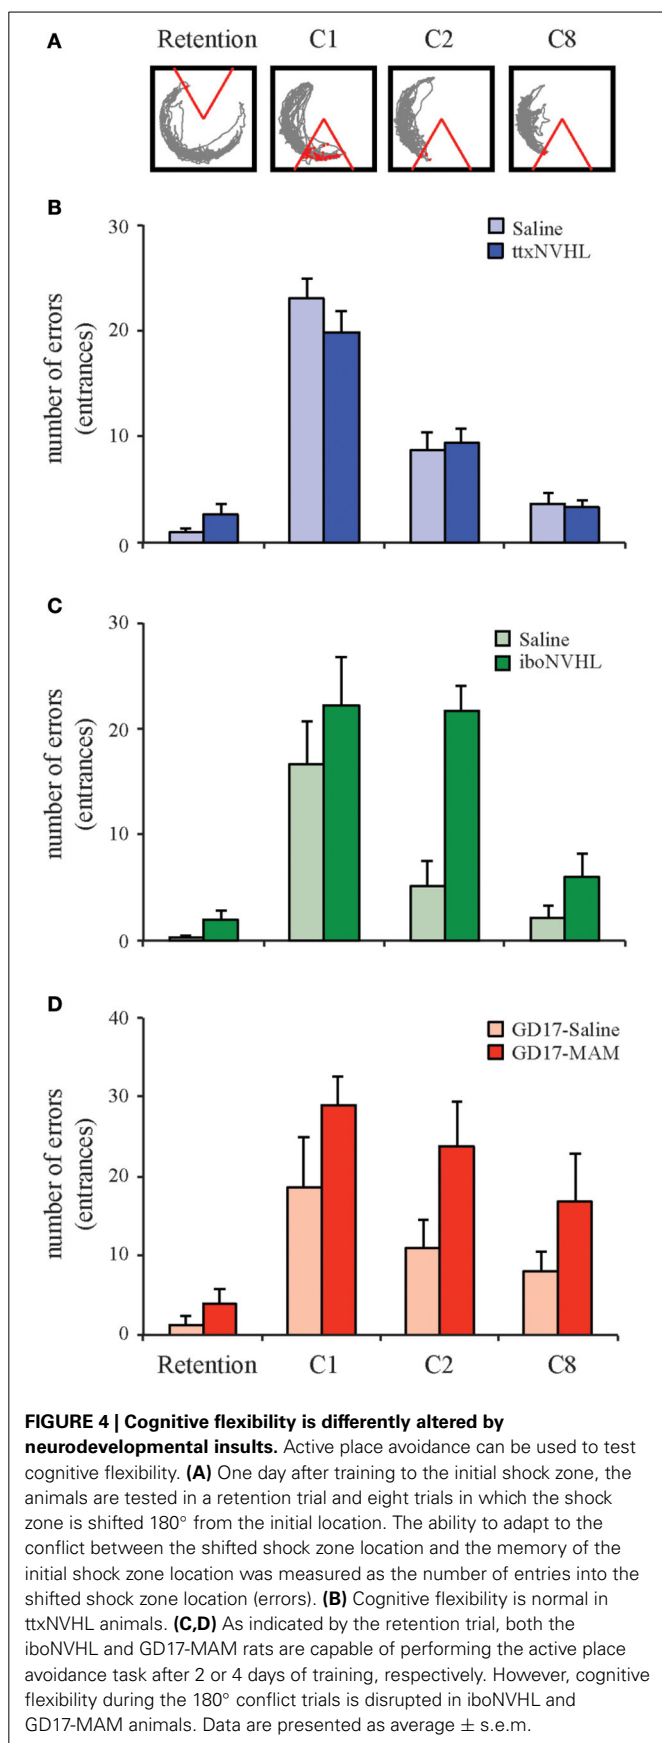 A
Retention C1 C2 C8
B
30
20
10
0
number of errors
(entrances)
Saline
ttxNVHL
C
30
20
10
0
number of errors
(entrances)
Saline
iboNVHL
D
40
30
20
10
0
number of errors
(entrances)
GD17-Saline
GD17-MAM
Retention C1 C2 C8
FIGURE 4 | Cognitive flexibility is differently altered by
neurodevelopmental insults. Active place avoidance can be used to test
cognitive flexibility. (A) One day after training to the initial shock zone, the
animals are tested in a retention trial and eight trials in which the shock
zone is shifted 180° from the initial location. The ability to adapt to the
conflict between the shifted shock zone location and the memory of the
initial shock zone location was measured as the number of entries into the
shifted shock zone location (errors). (B) Cognitive flexibility is normal in
ttxNVHL animals. (C,D) As indicated by the retention trial, both the
iboNVHL and GD17-MAM rats are capable of performing the active place
avoidance task after 2 or 4 days of training, respectively. However, cognitive
flexibility during the 180° conflict trials is disrupted in iboNVHL and
GD17-MAM animals. Data are presented as average ± s.e.m.